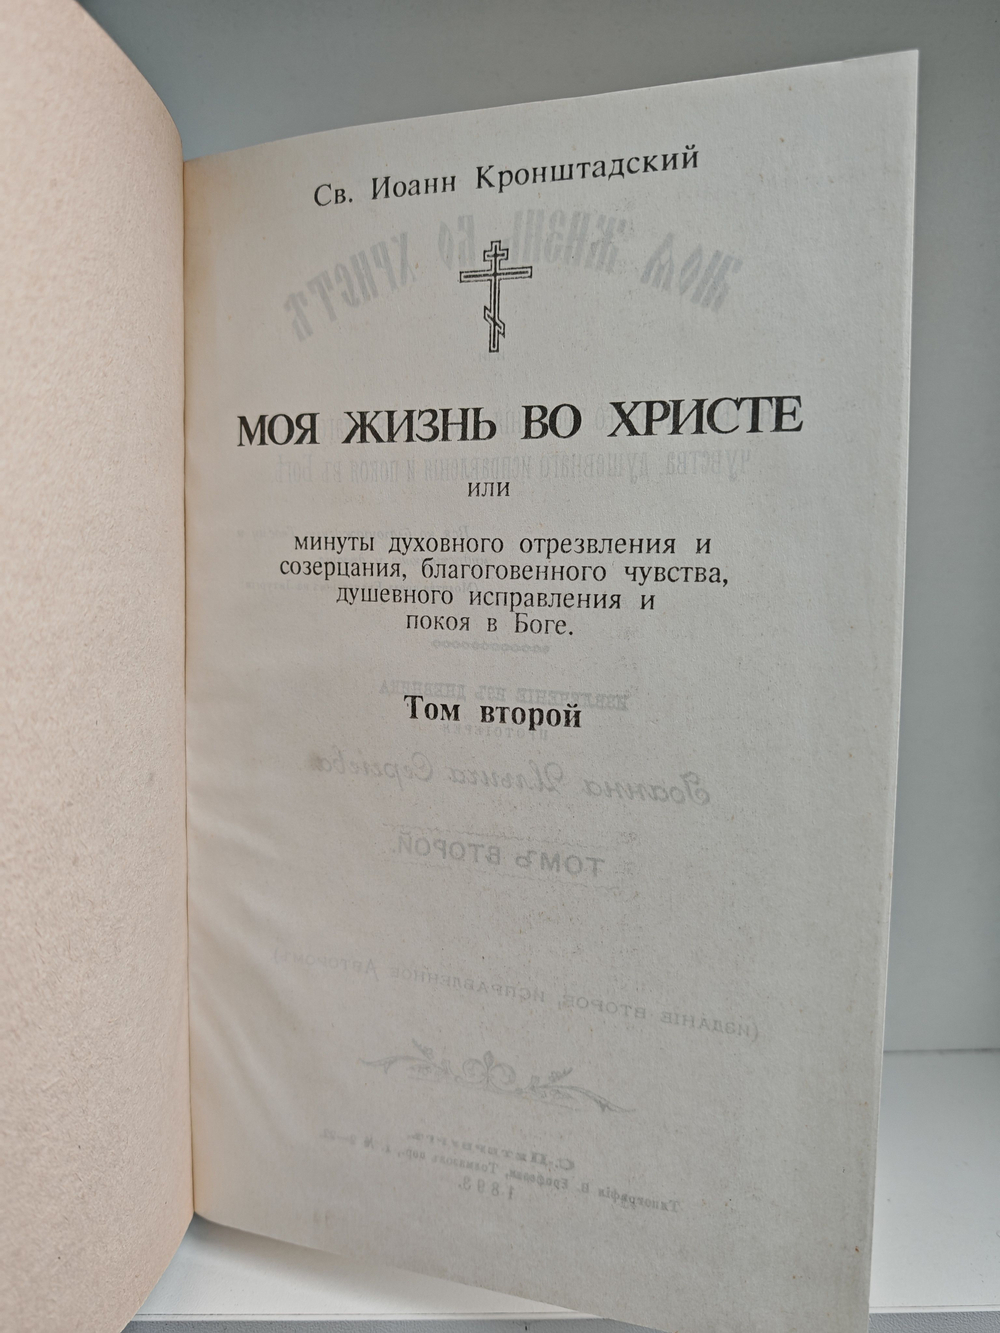 Св. Иоанн Кронштадский
МОЯ ЖИЗНЬ ВО ХРИСТЕ
или
минуты духовного отрезвления и
созерцания, благоговенного чувства,
душевного исправления и
покоя в Боге.
Том второй